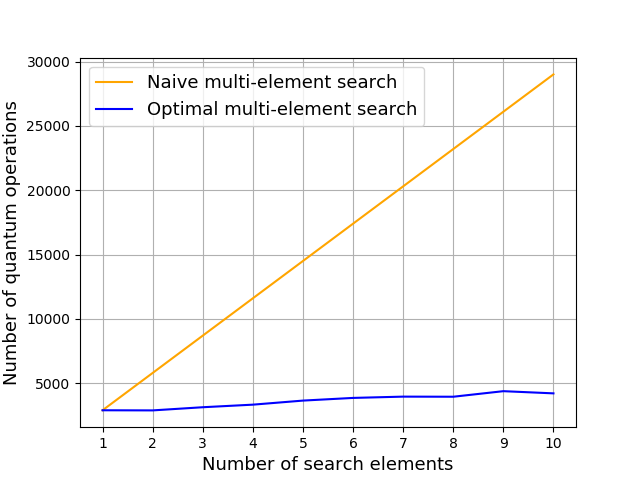 30000
25000
20000
15000
10000
5000
Number of quantum operations
Naive multi-element search
Optimal multi-element search
1 2 3 4 5 6 7 8 9 10
Number of search elements